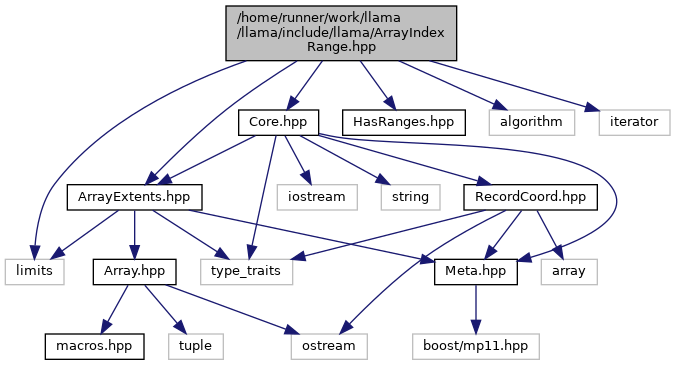 /home/runner/work/llama
/llama/include/llama/ArrayIndex
Range.hpp
Core.hpp
HasRanges.hpp
algorithm
iterator
ArrayExtents.hpp
iostream
string
RecordCoord.hpp
limits
Array.hpp
type_traits
Meta.hpp
array
macros.hpp
tuple
ostream
boost/mp11.hpp